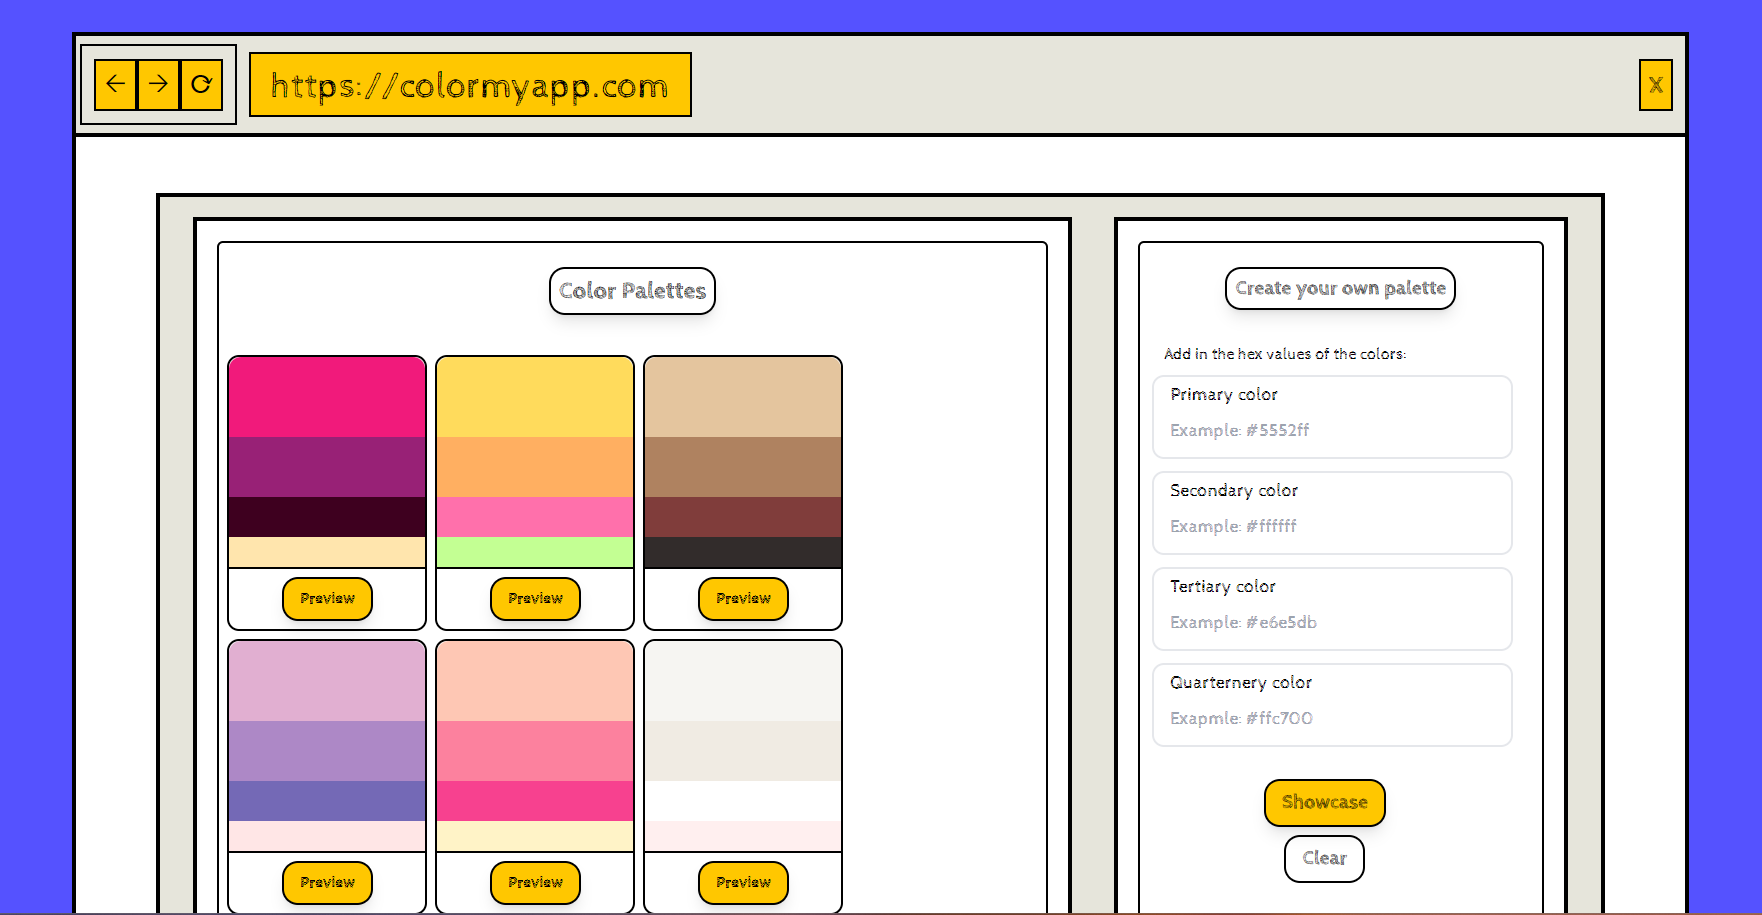 https://colormyapp.com
X
Color Palettes
Preview
Preview
Preview
Preview
Preview
Preview
Create your own palette
Add in the hex values of the colors:
Primary color
Example: #5552ff
Secondary color
Example: #ffffff
Tertiary color
Example: #e6e5db
Quarternery color
Exapmle: #ffc700
Showcase
Clear